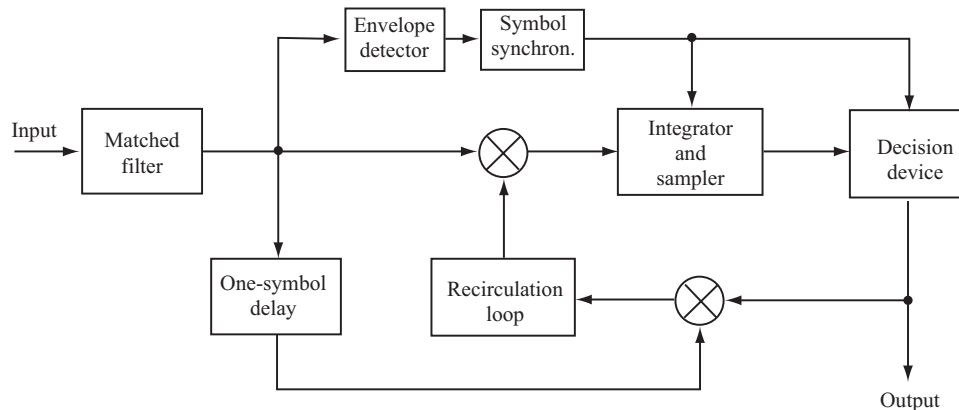 Envelope
detector
Symbol
synchron.
Input
Matched
filter
Integrator
and
sampler
Decision
device
One-symbol
delay
Recirculation
loop
Output